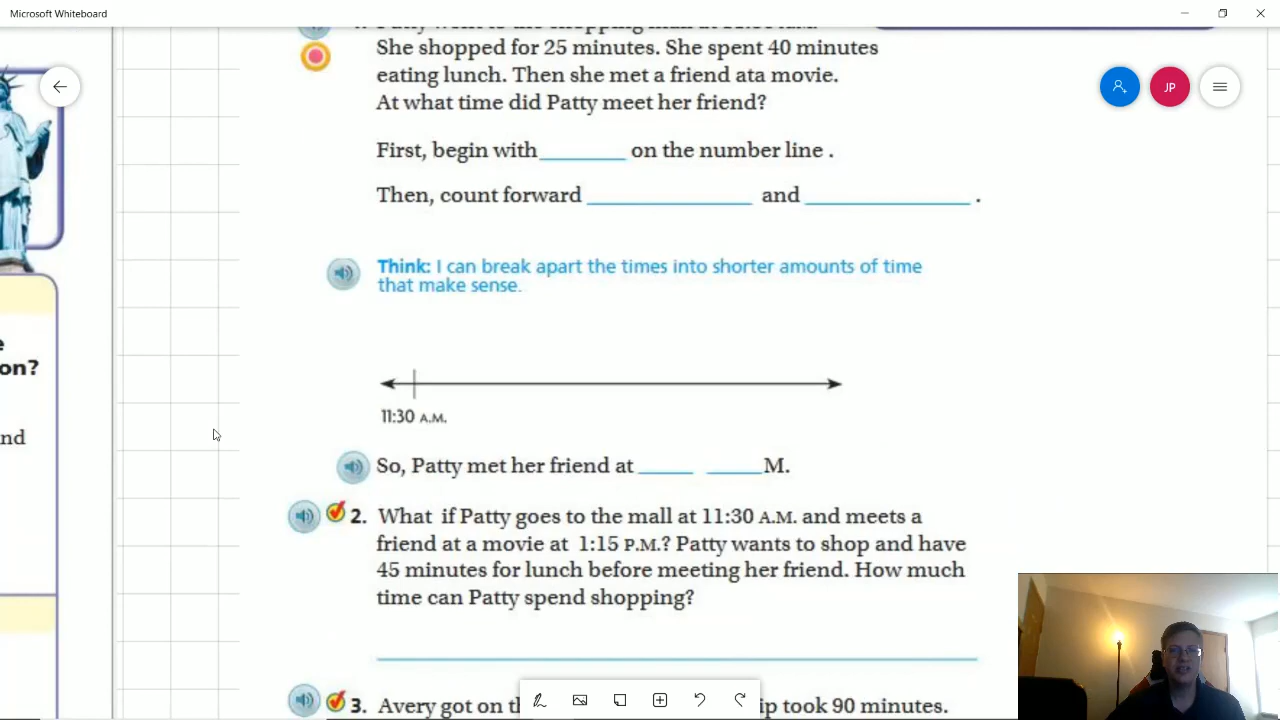 Microsoft Whiteboard
She shopped for 25 minutes. She spent 40 minutes
eating lunch. Then she met a friend ata movie.
At what time did Patty meet her friend?
JP
First, begin with on the number line .
Then, count forward and .
Think: I can break apart the times into shorter amounts of time
that make sense.
on?
nd
11:30 A.M.
So, Patty met her friend at M.
2. What if Patty goes to the mall at 11:30 A.M. and meets a
friend at a movie at 1:15 P.M.? Patty wants to shop and have
45 minutes for lunch before meeting her friend. How much
time can Patty spend shopping?
3. Avery got on ip took 90 minutes.